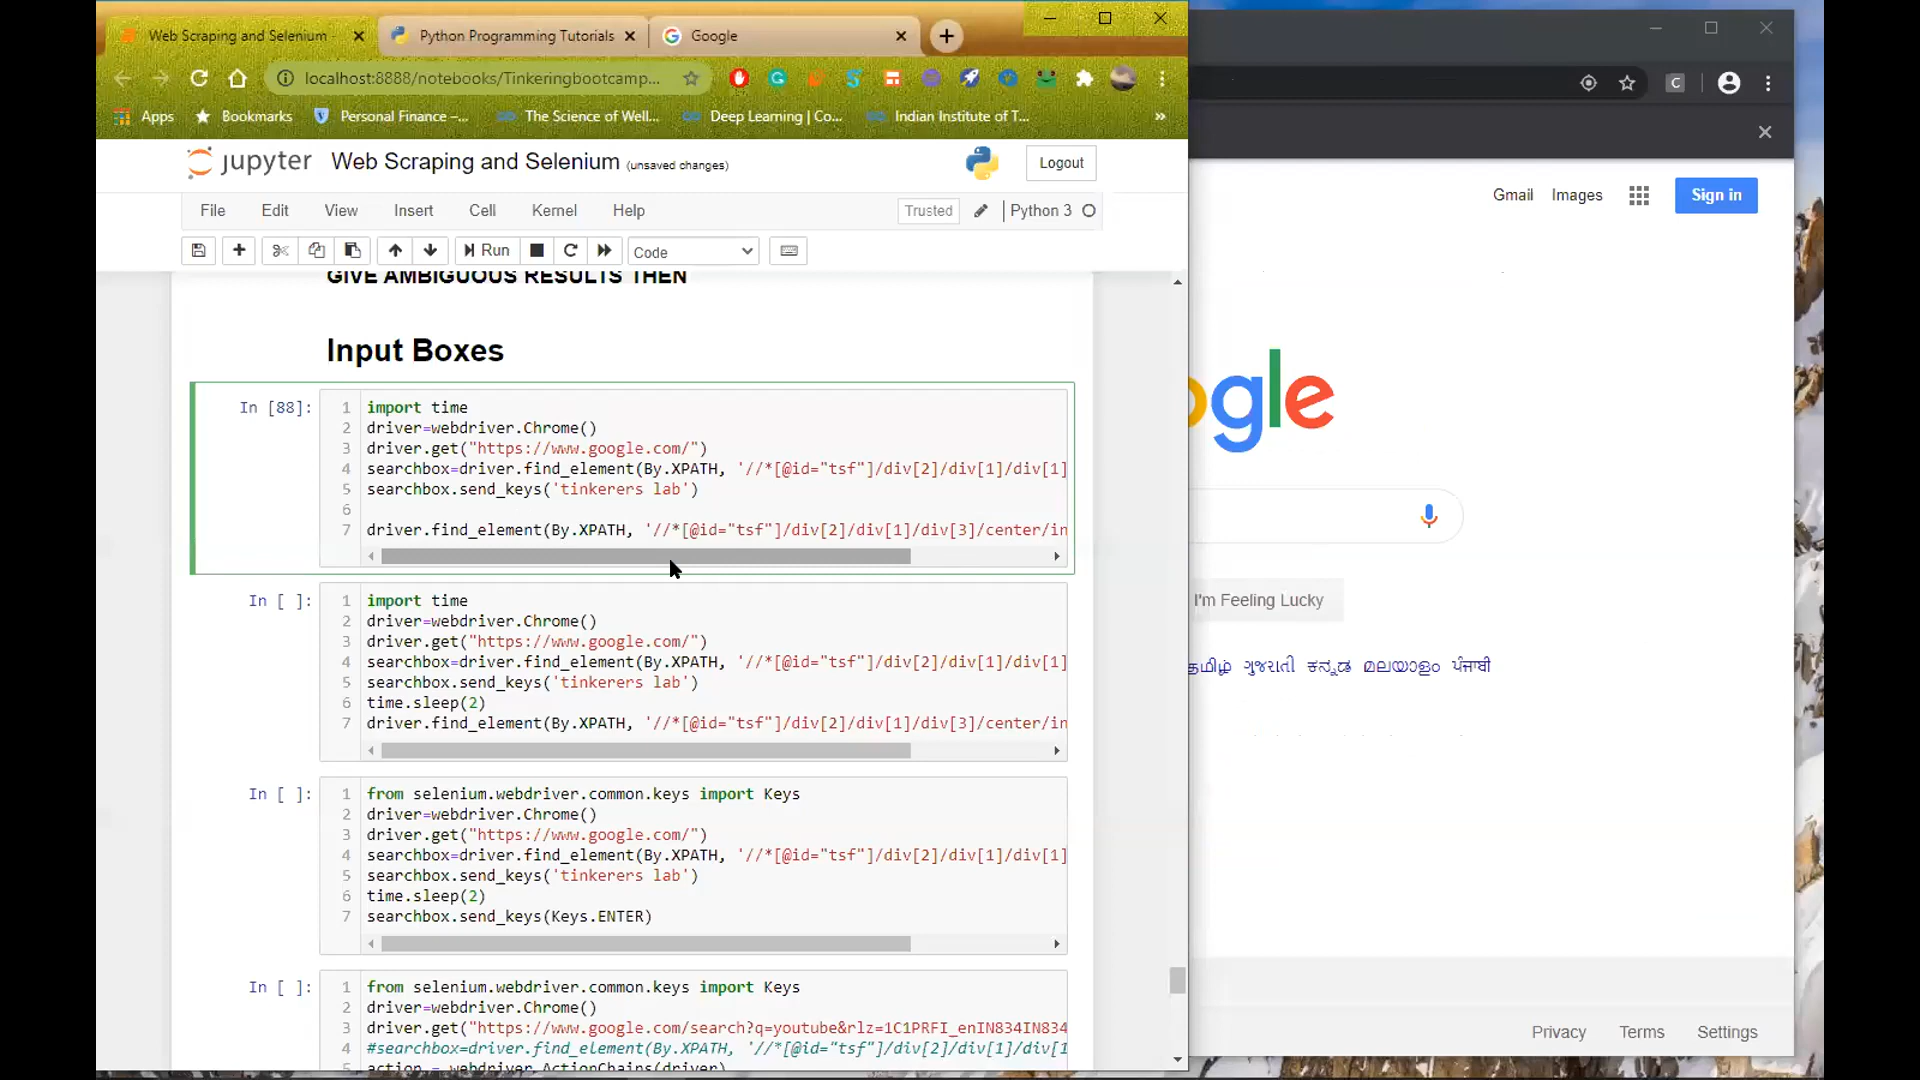 Web Scraping and Selenium -
Python Programming Tutorials
Google
localhost:8888/notebooks/Tinkeringbootcamp...
Apps
Bookmarks
Personal Finance –...
The Science of Well...
Deep Learning | Co...
Indian Institute of T...
»
jupyter
Web Scraping and Selenium (unsaved changes)
Logout
File Edit View Insert Cell Kernel Help
Trusted
Python 3
Run
Code
GIVE AMBIGUOUS RESULTS THEN
Input Boxes
In [88]:
1 import time
2 driver=webdriver.Chrome()
3 driver.get("https://www.google.com/")
4 searchbox=driver.find_element(By.XPATH, '//*[@id="tsf"]/div[2]/div[1]/div[1]
5 searchbox.send_keys('tinkerers lab')
6
7 driver.find_element(By.XPATH, '//*[@id="tsf"]/div[2]/div[1]/div[3]/center/in
In [ ]:
1 import time
2 driver=webdriver.Chrome()
3 driver.get("https://www.google.com/")
4 searchbox=driver.find_element(By.XPATH, '//*[@id="tsf"]/div[2]/div[1]/div[1]
5 searchbox.send_keys('tinkerers lab')
6 time.sleep(2)
7 driver.find_element(By.XPATH, '//*[@id="tsf"]/div[2]/div[1]/div[3]/center/in
In [ ]:
1 from selenium.webdriver.common.keys import Keys
2 driver=webdriver.Chrome()
3 driver.get("https://www.google.com/")
4 searchbox=driver.find_element(By.XPATH, '//*[@id="tsf"]/div[2]/div[1]/div[1]
5 searchbox.send_keys('tinkerers lab')
6 time.sleep(2)
7 searchbox.send_keys(Keys.ENTER)
In [ ]:
1 from selenium.webdriver.common.keys import Keys
2 driver=webdriver.Chrome()
3 driver.get("https://www.google.com/search?q=youtube&rlz=1C1PRFI_enIN834IN834
4 #searchbox=driver.find_element(By.XPATH, '//*[@id="tsf"]/div[2]/div[1]/div[1
5 action = webdriver.ActionChains(driver)
C
Gmail Images
Sign in
ogle
I'm Feeling Lucky
தமிழ் ગુજરાતી ಕನ್ನಡ മലയാളം ਪੰਜਾਬੀ
Privacy Terms Settings